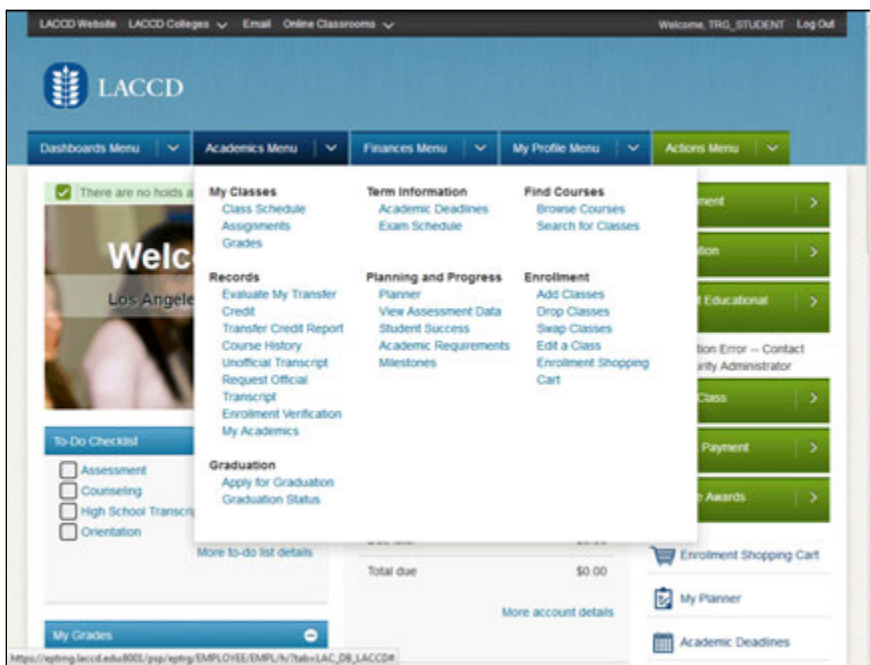 LACCD Website LACCD Colleges Email Online Classrooms Welcome, TRG_STUDENT Log Out
LACCD
Dashboards Menu Academics Menu Finances Menu My Profile Menu Actions Menu
There are no holds a
Welc
Los Angele
My Classes
Class Schedule
Assignments
Grades
Term Information
Academic Deadlines
Exam Schedule
Find Courses
Browse Courses
Search for Classes
Records
Evaluate My Transfer
Credit
Transfer Credit Report
Course History
Unofficial Transcript
Request Official
Transcript
Enrollment Verification
My Academics
Planning and Progress
Planner
View Assessment Data
Student Success
Academic Requirements
Milestones
Enrollment
Add Classes
Drop Classes
Swap Classes
Edit a Class
Enrollment Shopping
Cart
Graduation
Apply for Graduation
Graduation Status
ment
tion
t Educational
tion Error -- Contact
urity Administrator
Class
Payment
Awards
To-Do Checklist
Assessment
Counseling
High School Transcri
Orientation
More to-do list details
Total due $0.00
More account details
Enrollment Shopping Cart
My Planner
Academic Deadlines
My Grades
https://eptrng.laccd.edu:8001/psp/eptrg/EMPLOYEE/EMPL/h/?tab=LAC_DB_LACCD#